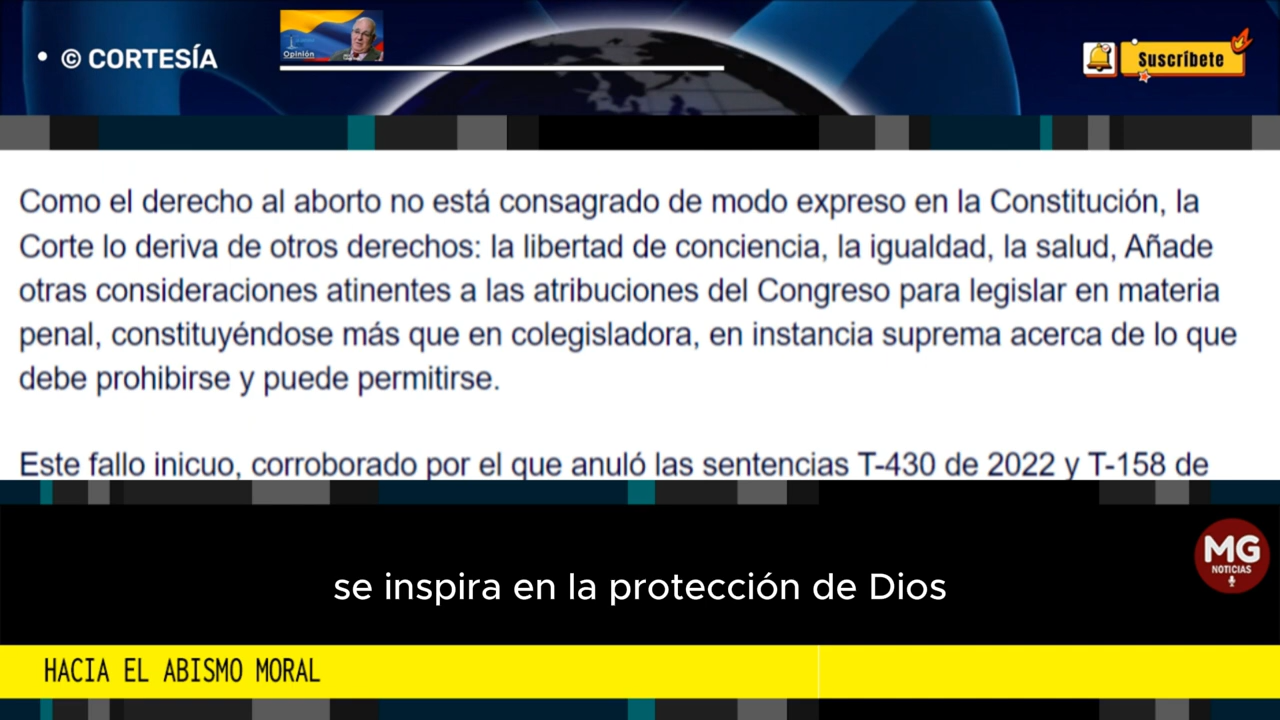 • © CORTESÍA
Opinión
Suscríbete
Como el derecho al aborto no está consagrado de modo expreso en la Constitución, la
Corte lo deriva de otros derechos: la libertad de conciencia, la igualdad, la salud, Añade
otras consideraciones atinentes a las atribuciones del Congreso para legislar en materia
penal, constituyéndose más que en colegisladora, en instancia suprema acerca de lo que
debe prohibirse y puede permitirse.
Este fallo inicuo, corroborado por el que anuló las sentencias T-430 de 2022 y T-158 de
MG
NOTICIAS
se inspira en la protección de Dios
HACIA EL ABISMO MORAL